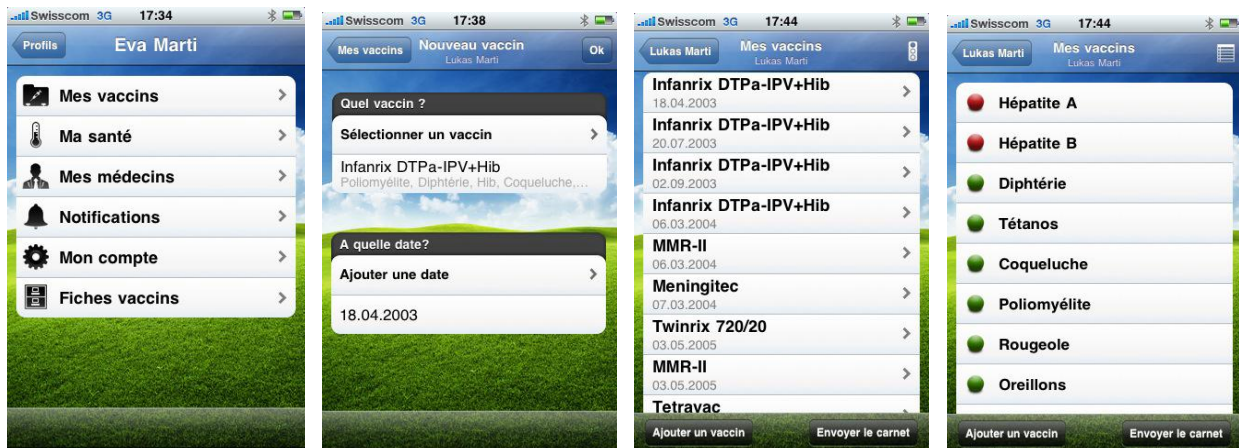 Swisscom 3G 17:34
Profils Eva Marti
Mes vaccins
Ma santé
Mes médecins
Notifications
Mon compte
Fiches vaccins
Swisscom 3G 17:38
Mes vaccins Nouveau vaccin Ok
Lukas Marti
Quel vaccin ?
Sélectionner un vaccin
Infanrix DTPa-IPV+Hib
Poliomyélite, Diphtérie, Hib, Coqueluche,...
A quelle date?
Ajouter une date
18.04.2003
Swisscom 3G 17:44
Lukas Marti Mes vaccins
Lukas Marti
Infanrix DTPa-IPV+Hib
18.04.2003
Infanrix DTPa-IPV+Hib
20.07.2003
Infanrix DTPa-IPV+Hib
02.09.2003
Infanrix DTPa-IPV+Hib
06.03.2004
MMR-II
06.03.2004
Meningitec
07.03.2004
Twinrix 720/20
03.05.2005
MMR-II
03.05.2005
Tetravac
Ajouter un vaccin Envoyer le carnet
Swisscom 3G 17:44
Lukas Marti Mes vaccins
Lukas Marti
Hépatite A
Hépatite B
Diphtérie
Tétanos
Coqueluche
Poliomyélite
Rougeole
Oreillons
Ajouter un vaccin Envoyer le carnet